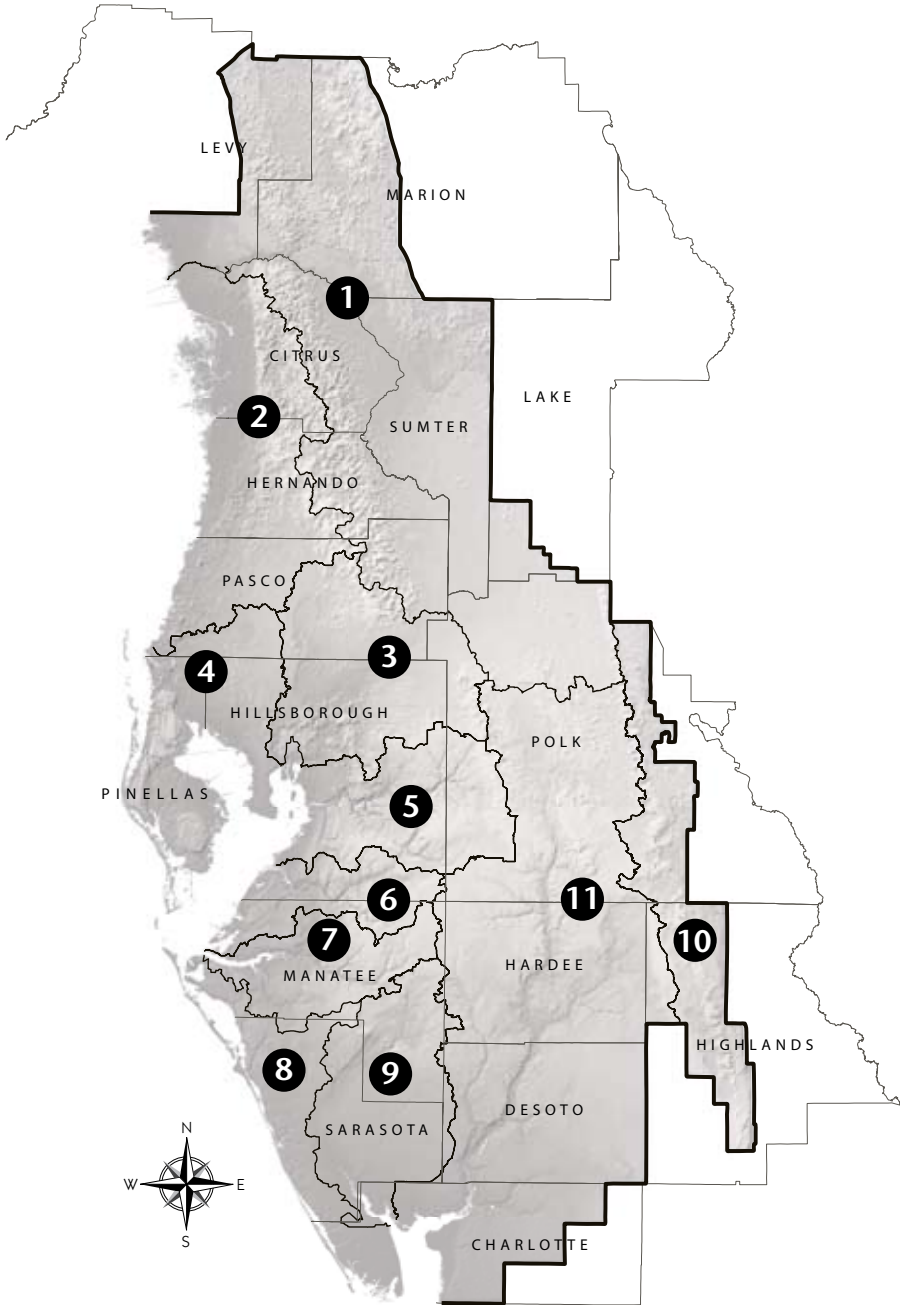 LEVY
MARION
1
CITRUS
LAKE
2
SUMTER
HERNANDO
PASCO
3
4
HILLSBOROUGH
POLK
PINELLAS
5
6
11
7
10
MANATEE
HARDEE
HIGHLANDS
8
9
DESOTO
SARASOTA
N
W
E
S
CHARLOTTE